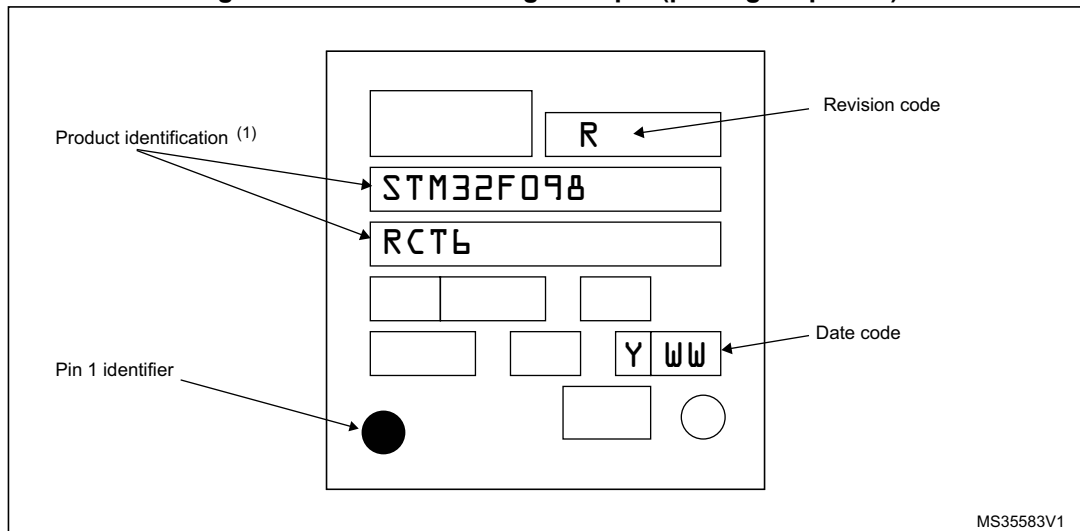 Revision code
R
Product identification (1)
STM32F098
RCT6
Date code
Y WW
Pin 1 identifier
MS35583V1